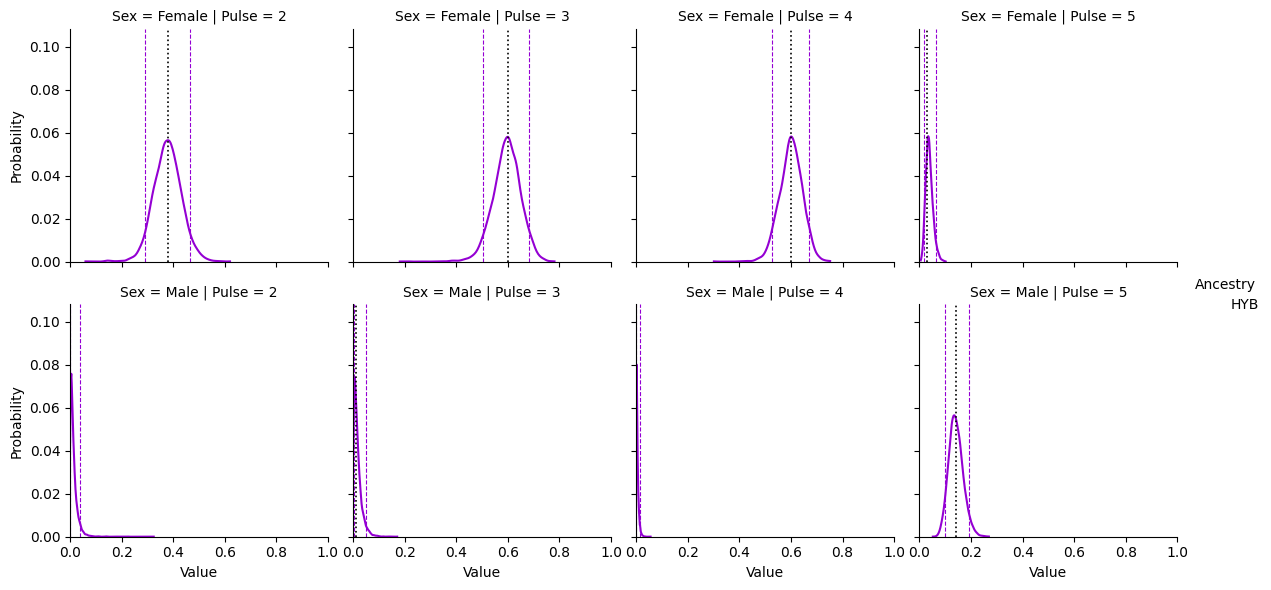 Sex = Female | Pulse = 2
Sex = Female | Pulse = 3
Sex = Female | Pulse = 4
Sex = Female | Pulse = 5
0.10
0.08
0.06
0.04
0.02
0.00
Probability
Ancestry
HYB
Sex = Male | Pulse = 2
Sex = Male | Pulse = 3
Sex = Male | Pulse = 4
Sex = Male | Pulse = 5
0.10
0.08
0.06
0.04
0.02
0.00
Probability
0.0 0.2 0.4 0.6 0.8 1.0
0.0 0.2 0.4 0.6 0.8 1.0
0.0 0.2 0.4 0.6 0.8 1.0
0.0 0.2 0.4 0.6 0.8 1.0
Value
Value
Value
Value